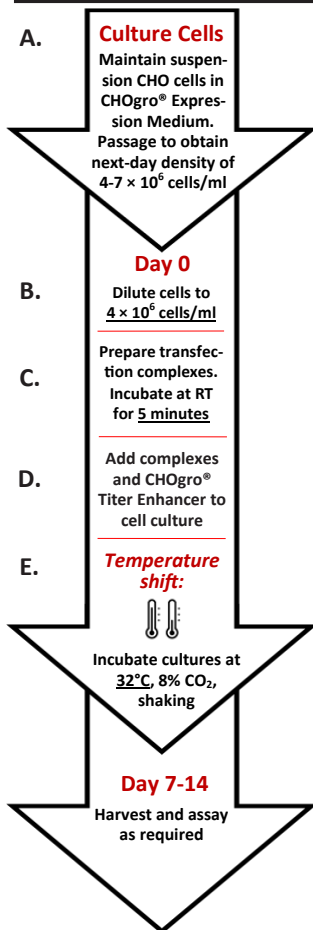 A.
Culture Cells
Maintain suspen-
sion CHO cells in
CHOgro® Expres-
sion Medium.
Passage to obtain
next-day density of
4-7 × 10⁶ cells/ml
Day 0
B.
Dilute cells to
4 × 10⁶ cells/ml
C.
Prepare transfec-
tion complexes.
Incubate at RT
for 5 minutes
D.
Add complexes
and CHOgro®
Titer Enhancer to
cell culture
E.
Temperature
shift:
Incubate cultures at
32°C, 8% CO₂,
shaking
Day 7-14
Harvest and assay
as required